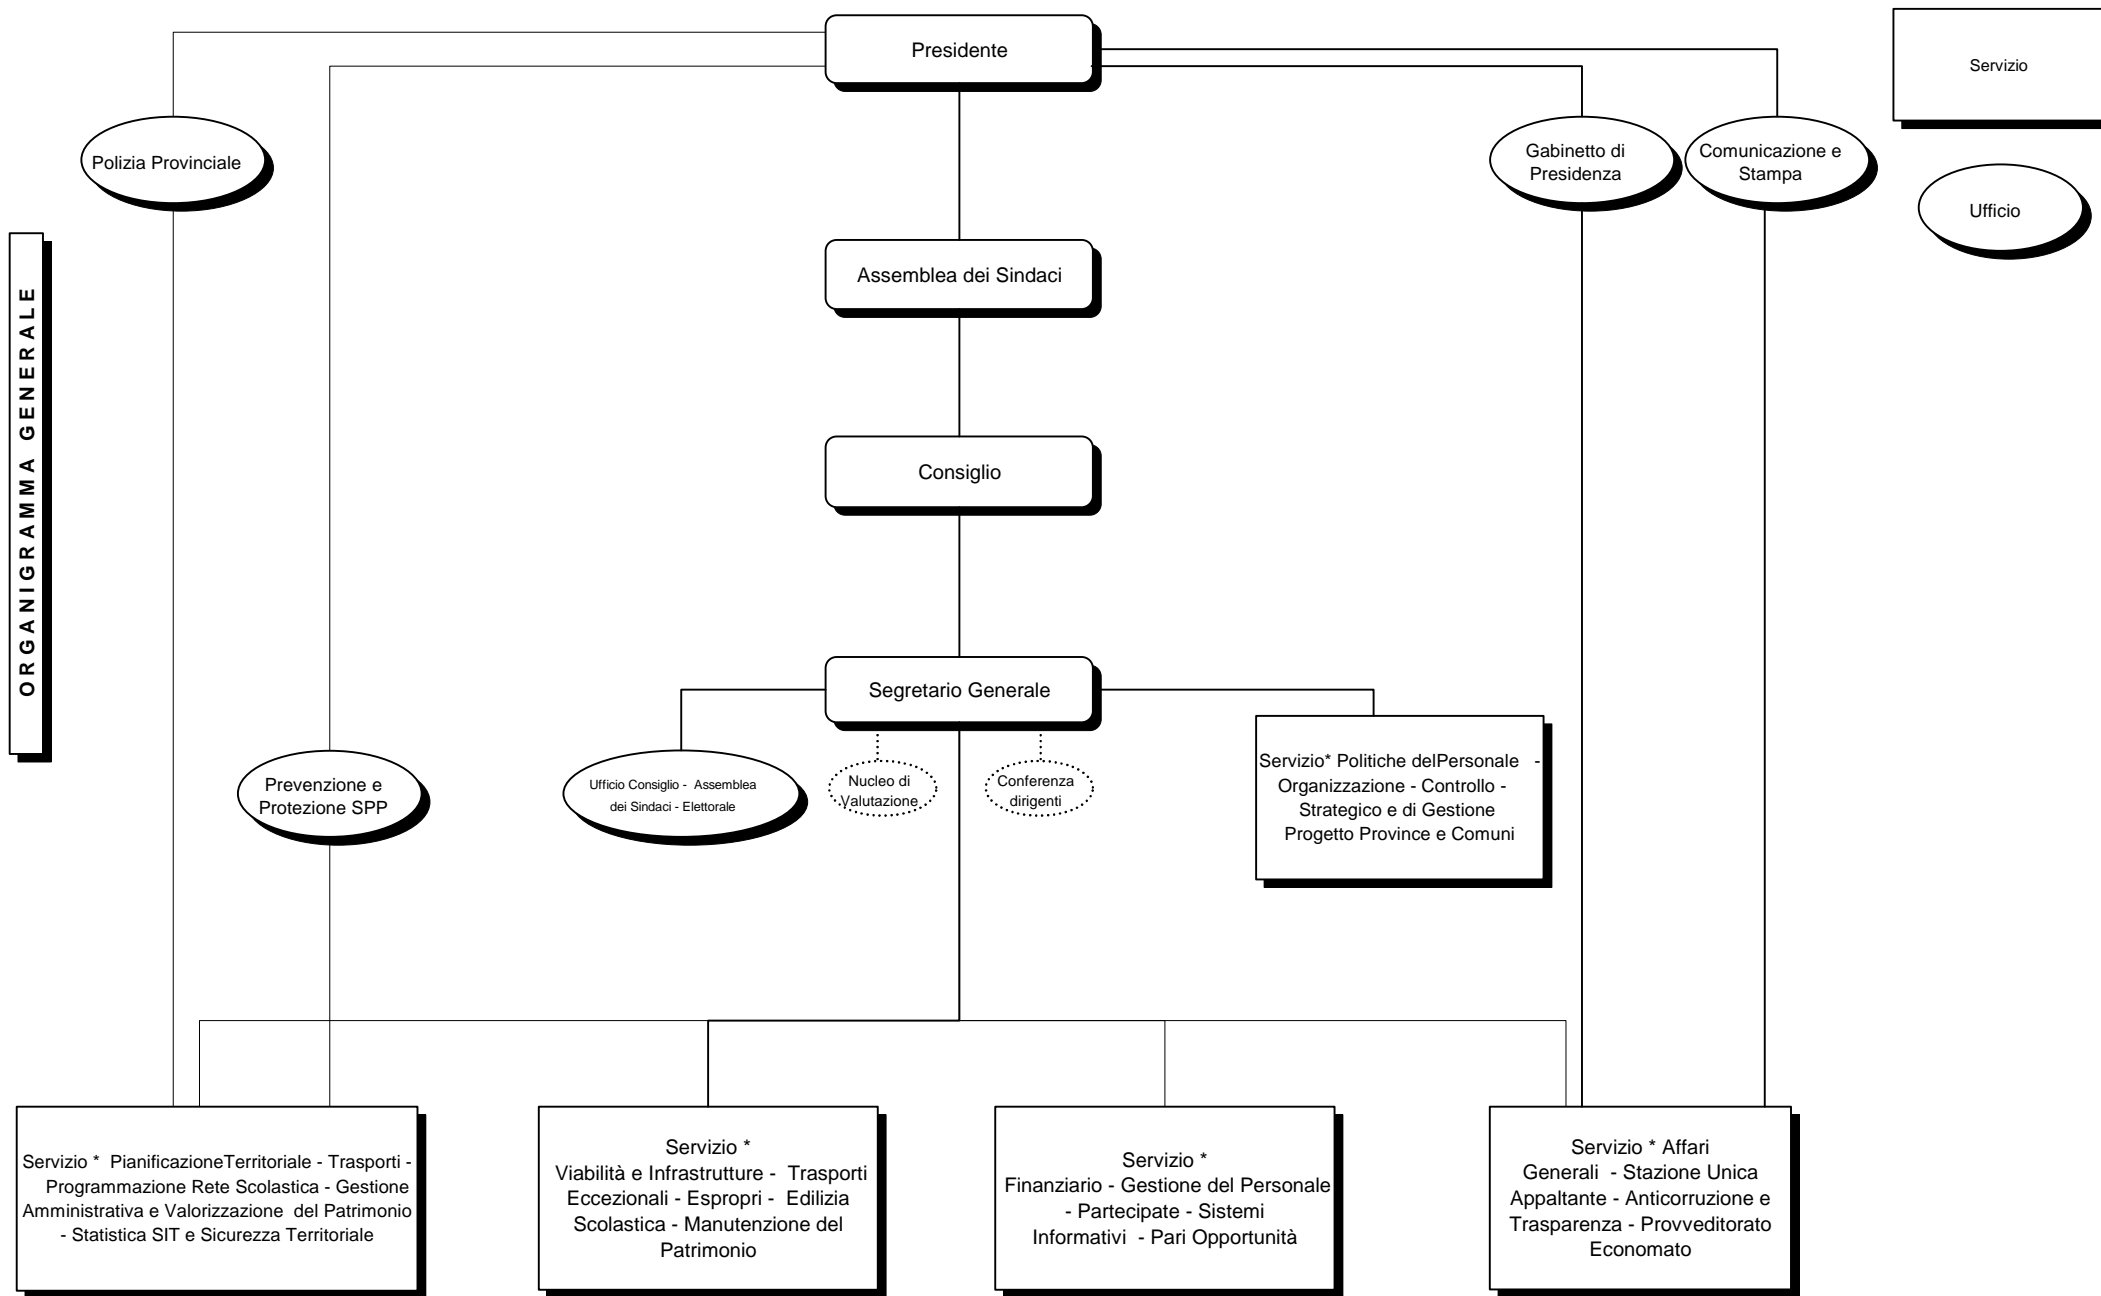 Presidente
Servizio
Polizia Provinciale
Gabinetto di
Presidenza
Comunicazione e
Stampa
Ufficio
ORGANIGRAMMA GENERALE
Assemblea dei Sindaci
Consiglio
Segretario Generale
Prevenzione e
Protezione SPP
Ufficio Consiglio - Assemblea
dei Sindaci - Elettorale
Nucleo di
Valutazione
Conferenza
dirigenti
Servizio* Politiche delPersonale -
Organizzazione - Controllo -
Strategico e di Gestione
Progetto Province e Comuni
Servizio * PianificazioneTerritoriale - Trasporti -
Programmazione Rete Scolastica - Gestione
Amministrativa e Valorizzazione del Patrimonio
- Statistica SIT e Sicurezza Territoriale
Servizio *
Viabilità e Infrastrutture - Trasporti
Eccezionali - Espropri - Edilizia
Scolastica - Manutenzione del
Patrimonio
Servizio *
Finanziario - Gestione del Personale
- Partecipate - Sistemi
Informativi - Pari Opportunità
Servizio * Affari
Generali - Stazione Unica
Appaltante - Anticorruzione e
Trasparenza - Provveditorato
Economato